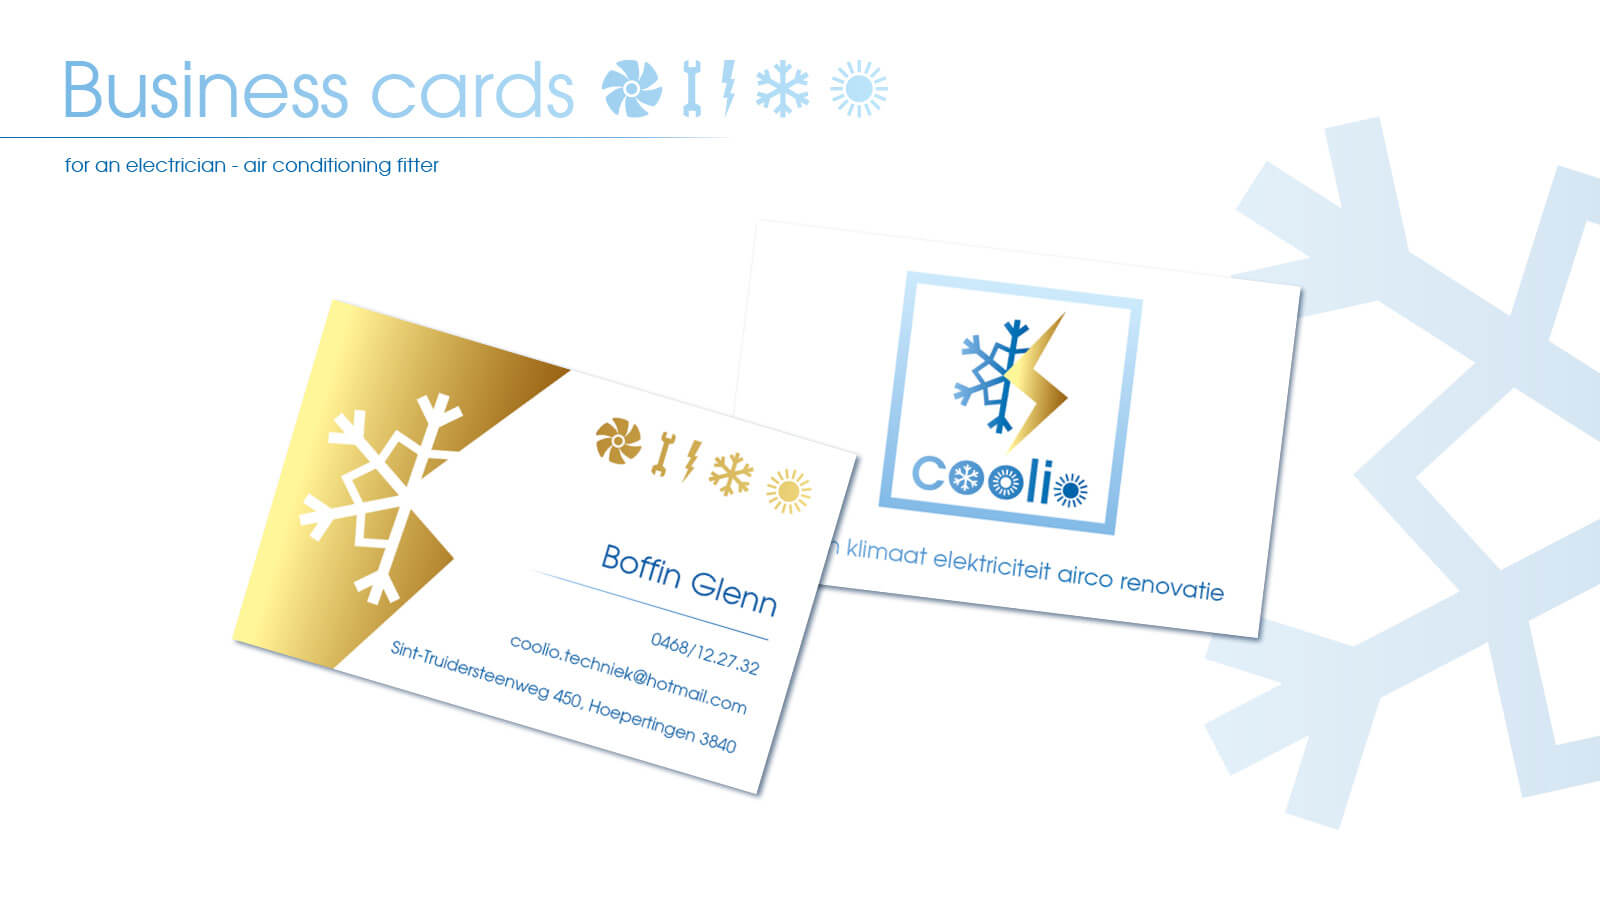 Business cards
for an electrician - air conditioning fitter
coolio
klimaat elektriciteit airco renovatie
Boffin Glenn
0468/12.27.32
coolio.techniek@hotmail.com
Sint-Truidersteenweg 450, Hoepertingen 3840